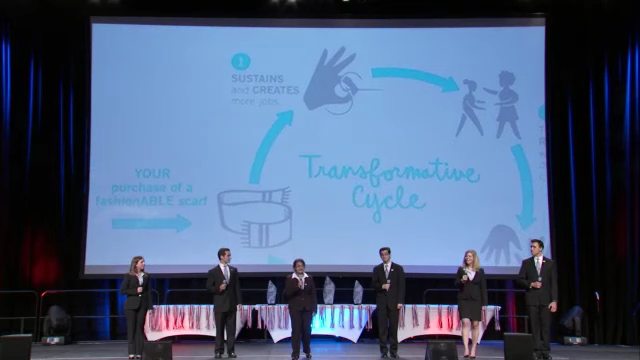 1
SUSTAINS
and CREATES
more jobs
YOUR
purchase of a
fashionABLE scarf
Transformative
Cycle